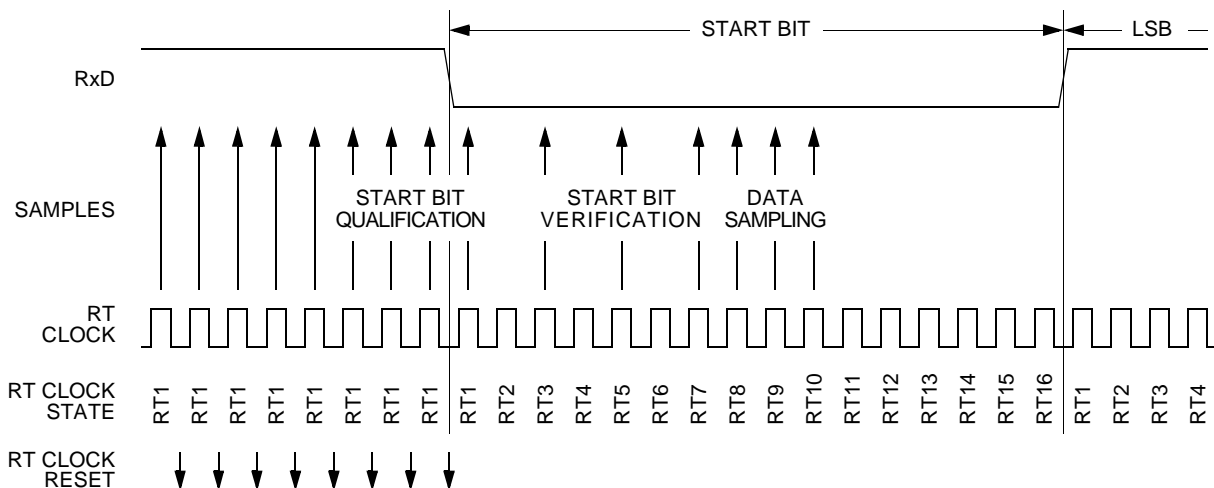 START BIT
LSB
RxD
SAMPLES
START BIT
QUALIFICATION
START BIT
VERIFICATION
DATA
SAMPLING
RT
CLOCK
RT CLOCK
STATE
RT1 RT1 RT1 RT1 RT1 RT1 RT1 RT1 RT1 RT2 RT3 RT4 RT5 RT6 RT7 RT8 RT9 RT10 RT11 RT12 RT13 RT14 RT15 RT16 RT1 RT2 RT3 RT4
RT CLOCK
RESET